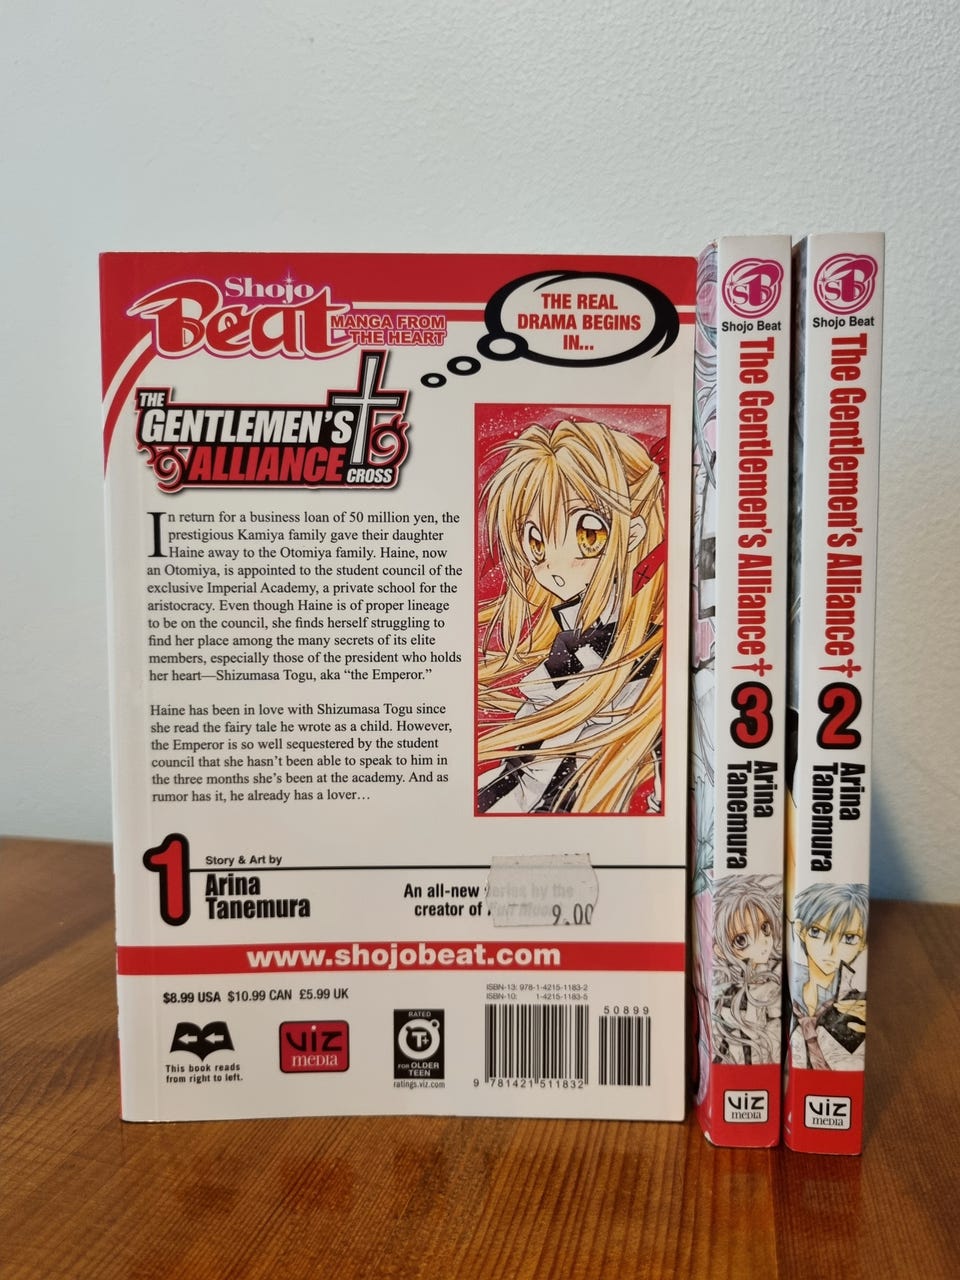 Shojo
Beat
MANGA FROM
THE HEART
THE REAL
DRAMA BEGINS
IN...
THE
GENTLEMEN'S
ALLIANCE
CROSS
In return for a business loan of 50 million yen, the
prestigious Kamiya family gave their daughter
Haine away to the Otomiya family. Haine, now
an Otomiya, is appointed to the student council of the
exclusive Imperial Academy, a private school for the
aristocracy. Even though Haine is of proper lineage
to be on the council, she finds herself struggling to
find her place among the many secrets of its elite
members, especially those of the president who holds
her heart—Shizumasa Togu, aka “the Emperor.”
Haine has been in love with Shizumasa Togu since
she read the fairy tale he wrote as a child. However,
the Emperor is so well sequestered by the student
council that she hasn’t been able to speak to him in
the three months she’s been at the academy. And as
rumor has it, he already has a lover…
1
Story & Art by
Arina
Tanemura
An all-new series by the
creator of Full Moon
9.00
www.shojobeat.com
$8.99 USA $10.99 CAN £5.99 UK
This book reads
from right to left.
VIZ
MEDIA
RATED
T+
FOR OLDER
TEEN
ratings.viz.com
ISBN-13: 978-1-4215-1183-2
ISBN-10: 1-4215-1183-5
50899
9 781421 511832
SB
Shojo Beat
The Gentlemen's Alliance †
3
Arina
Tanemura
VIZ
MEDIA
SB
Shojo Beat
The Gentlemen's Alliance †
2
Arina
Tanemura
VIZ
MEDIA